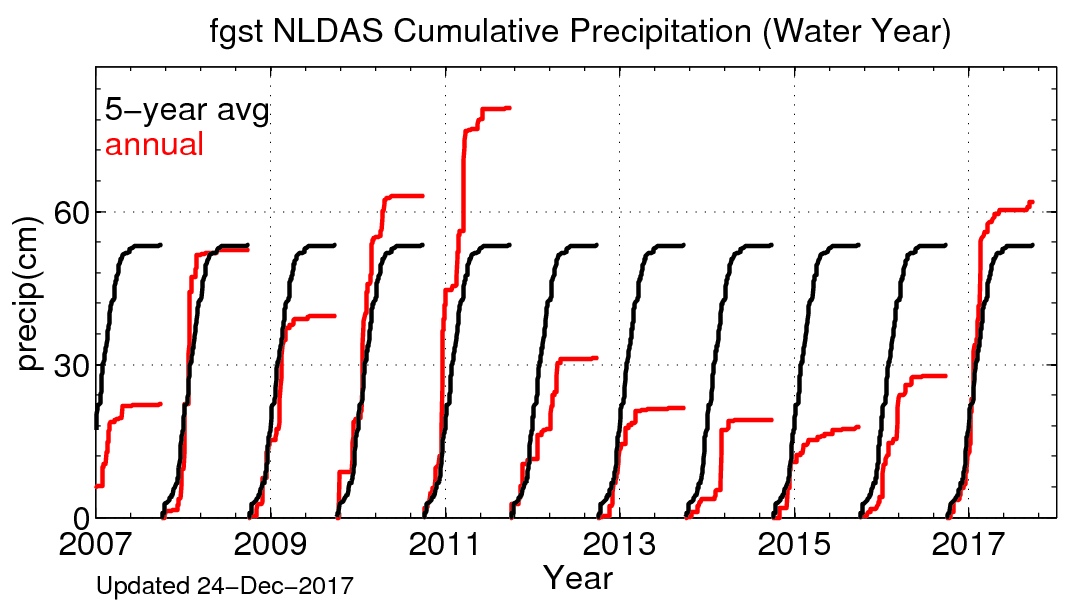 fgst NLDAS Cumulative Precipitation (Water Year)
5−year avg
annual
precip(cm)
60
30
0
2007 2009 2011 2013 2015 2017
Year
Updated 24−Dec−2017